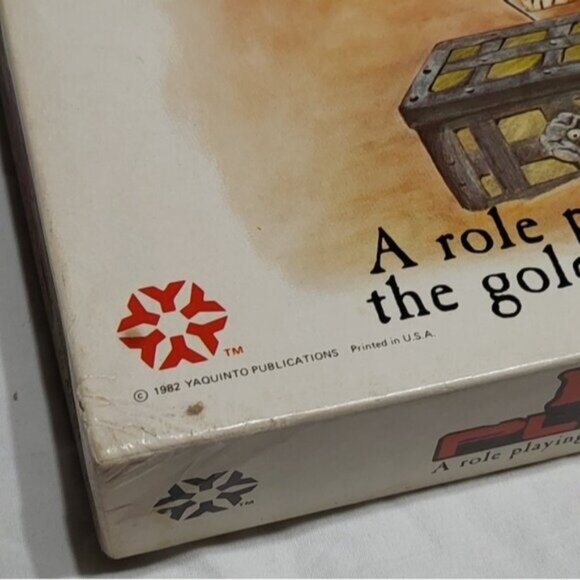 A role
the gol
TM
© 1982 YAQUINTO PUBLICATIONS Printed in U.S.A.
A role playing
TM